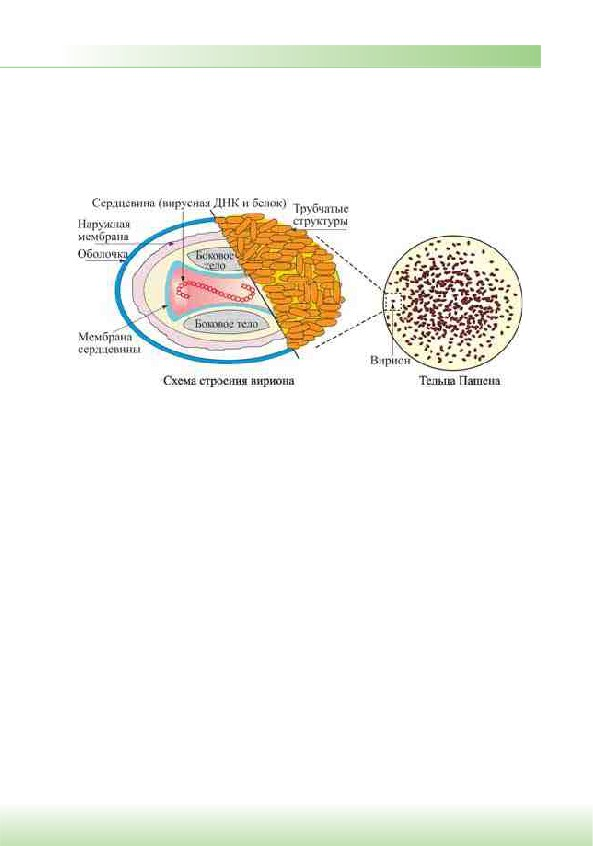 Сердцевина (вирусная ДНК и белок)
Трубчатые
структуры
Наружная
мембрана
Оболочка
Боковое
тело
Боковое тело
Мембрана
сердцевины
Вирион
Схема строения вириона
Тельца Пашена